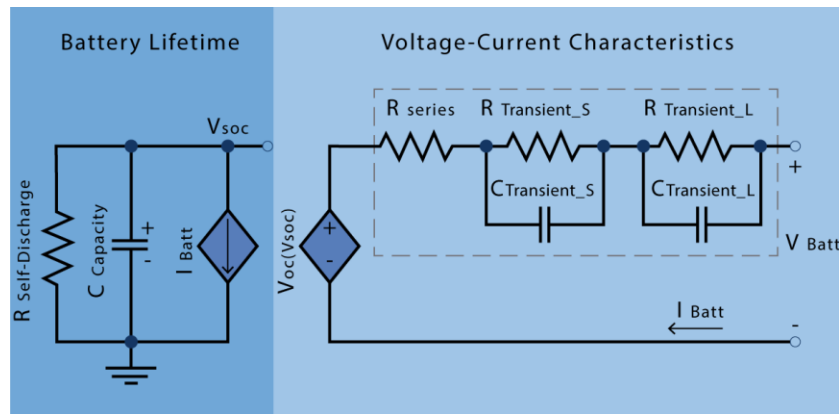 Battery Lifetime
Voltage-Current Characteristics
R series
R Transient_S
R Transient_L
Vsoc
+
CTransient_S
CTransient_L
R Self-Discharge
C Capacity
+
-
I Batt
Voc(Vsoc)
+
-
V Batt
I Batt
-